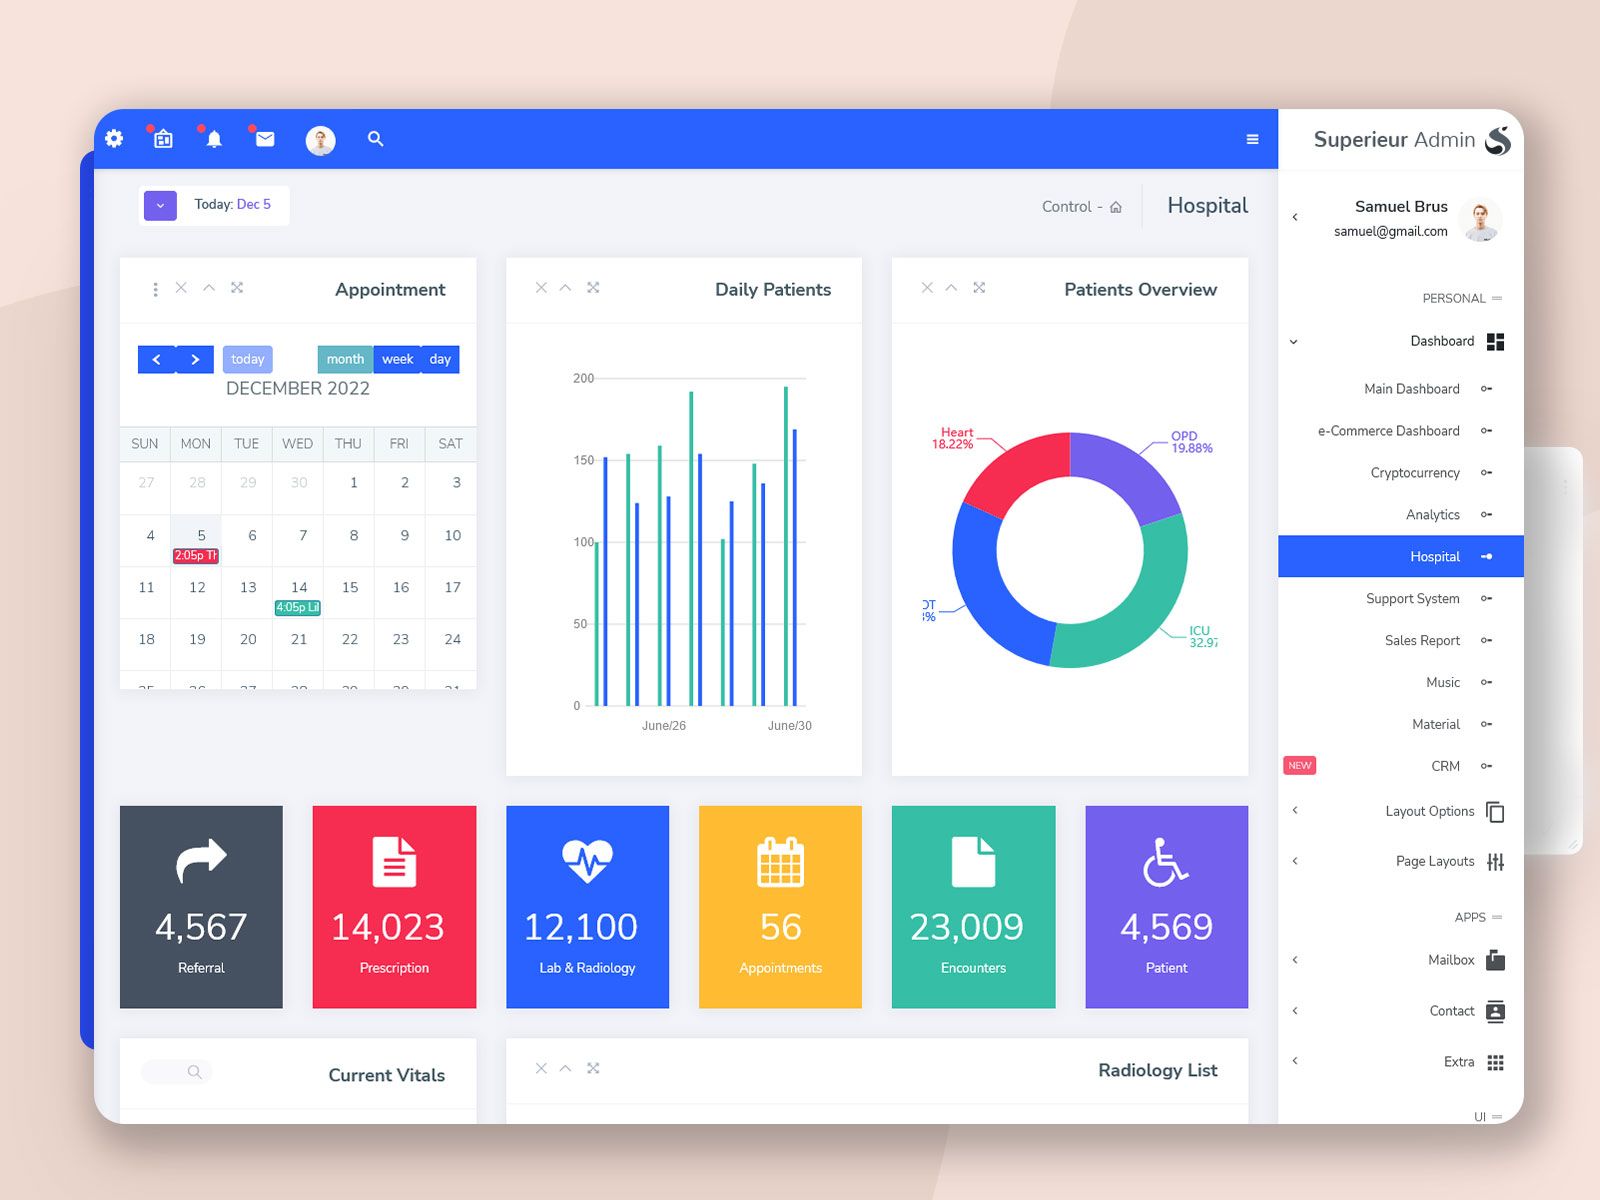 Superieur Admin
Today: Dec 5
Control -
Hospital
Samuel Brus
samuel@gmail.com
Appointment
today
month week day
DECEMBER 2022
SUN MON TUE WED THU FRI SAT
27 28 29 30 1 2 3
4 5 6 7 8 9 10
2:05p
11 12 13 14 15 16 17
4:05p Lil
18 19 20 21 22 23 24
Daily Patients
200
150
100
50
0
June/26 June/30
Patients Overview
Heart
18.22%
OPD
19.88%
ICU
32.97
4,567
Referral
14,023
Prescription
12,100
Lab & Radiology
56
Appointments
23,009
Encounters
4,569
Patient
Current Vitals
Radiology List
PERSONAL
Dashboard
Main Dashboard
e-Commerce Dashboard
Cryptocurrency
Analytics
Hospital
Support System
Sales Report
Music
Material
NEW CRM
Layout Options
Page Layouts
APPS
Mailbox
Contact
Extra
UI